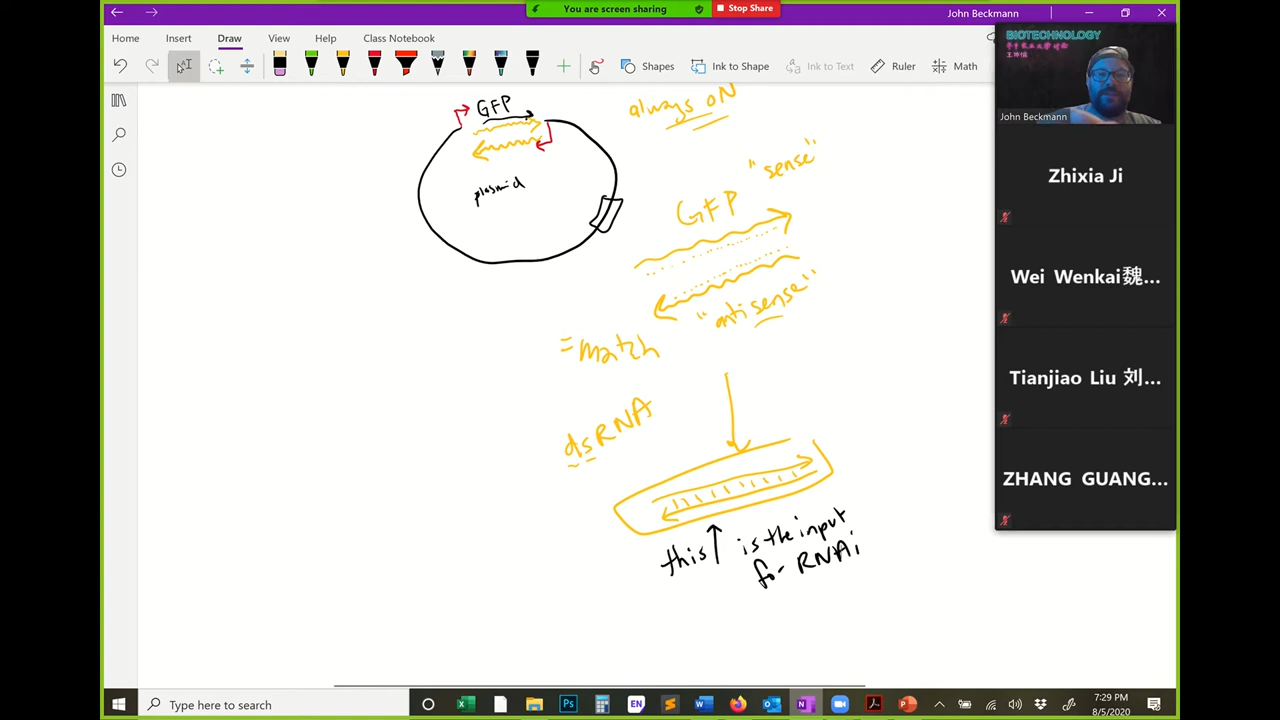 You are screen sharing
Stop Share
John Beckmann
Home
Insert
Draw
View
Help
Class Notebook
Shapes
Ink to Shape
Ink to Text
Ruler
Math
BIOTECHNOLOGY
John Beckmann
Zhixia Ji
Wei Wenkai魏...
Tianjiao Liu 刘...
ZHANG GUANG...
always ON
GFP
plasmid
"sense"
GFP
"antisense"
= match
dsRNA
this ↑ is the input
for RNAi
Type here to search
EN
7:29 PM
8/5/2020